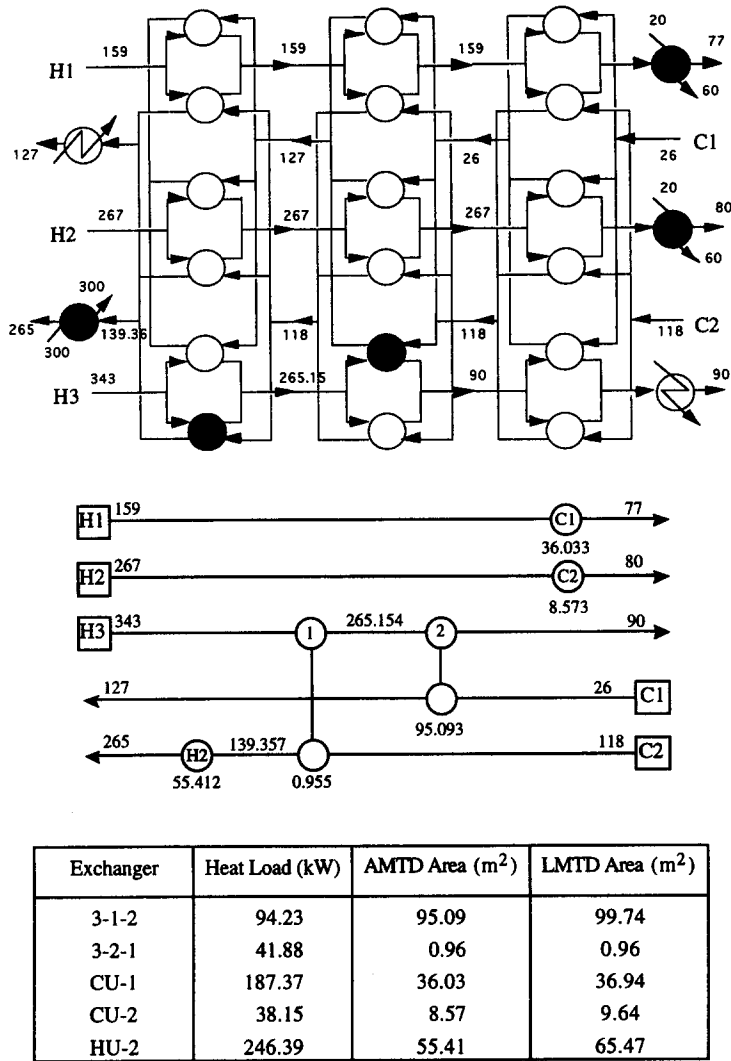 20
77
159
159
159
H1
60
127
127
26
26
C1
20
267
267
267
80
H2
60
300
265
300
139.36
118
118
118
C2
343
265.15
90
90
H3
H1
159
C1
77
36.033
H2
267
C2
80
8.573
H3
343
1
265.154
2
90
127
26
C1
95.093
265
H2
139.357
118
C2
55.412
0.955
Exchanger Heat Load (kW) AMTD Area (m²) LMTD Area (m²)
3-1-2 94.23 95.09 99.74
3-2-1 41.88 0.96 0.96
CU-1 187.37 36.03 36.94
CU-2 38.15 8.57 9.64
HU-2 246.39 55.41 65.47